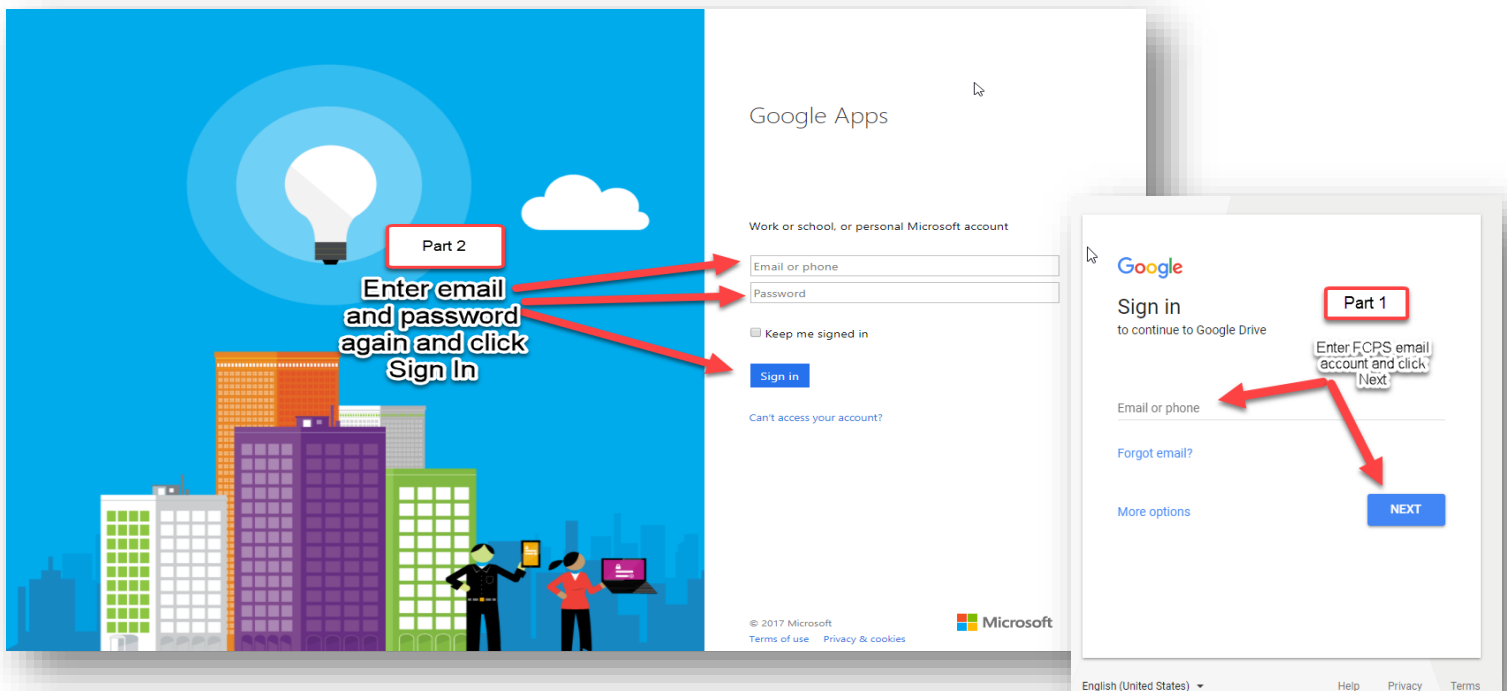 Google Apps
Work or school, or personal Microsoft account
Email or phone
Password
Keep me signed in
Sign in
Can't access your account?
© 2017 Microsoft
Terms of use Privacy & cookies
Microsoft
Part 2
Enter email
and password
again and click
Sign In
Google
Sign in
to continue to Google Drive
Part 1
Enter FCPS email
account and click
Next
Email or phone
Forgot email?
More options
NEXT
English (United States)
Help Privacy Terms